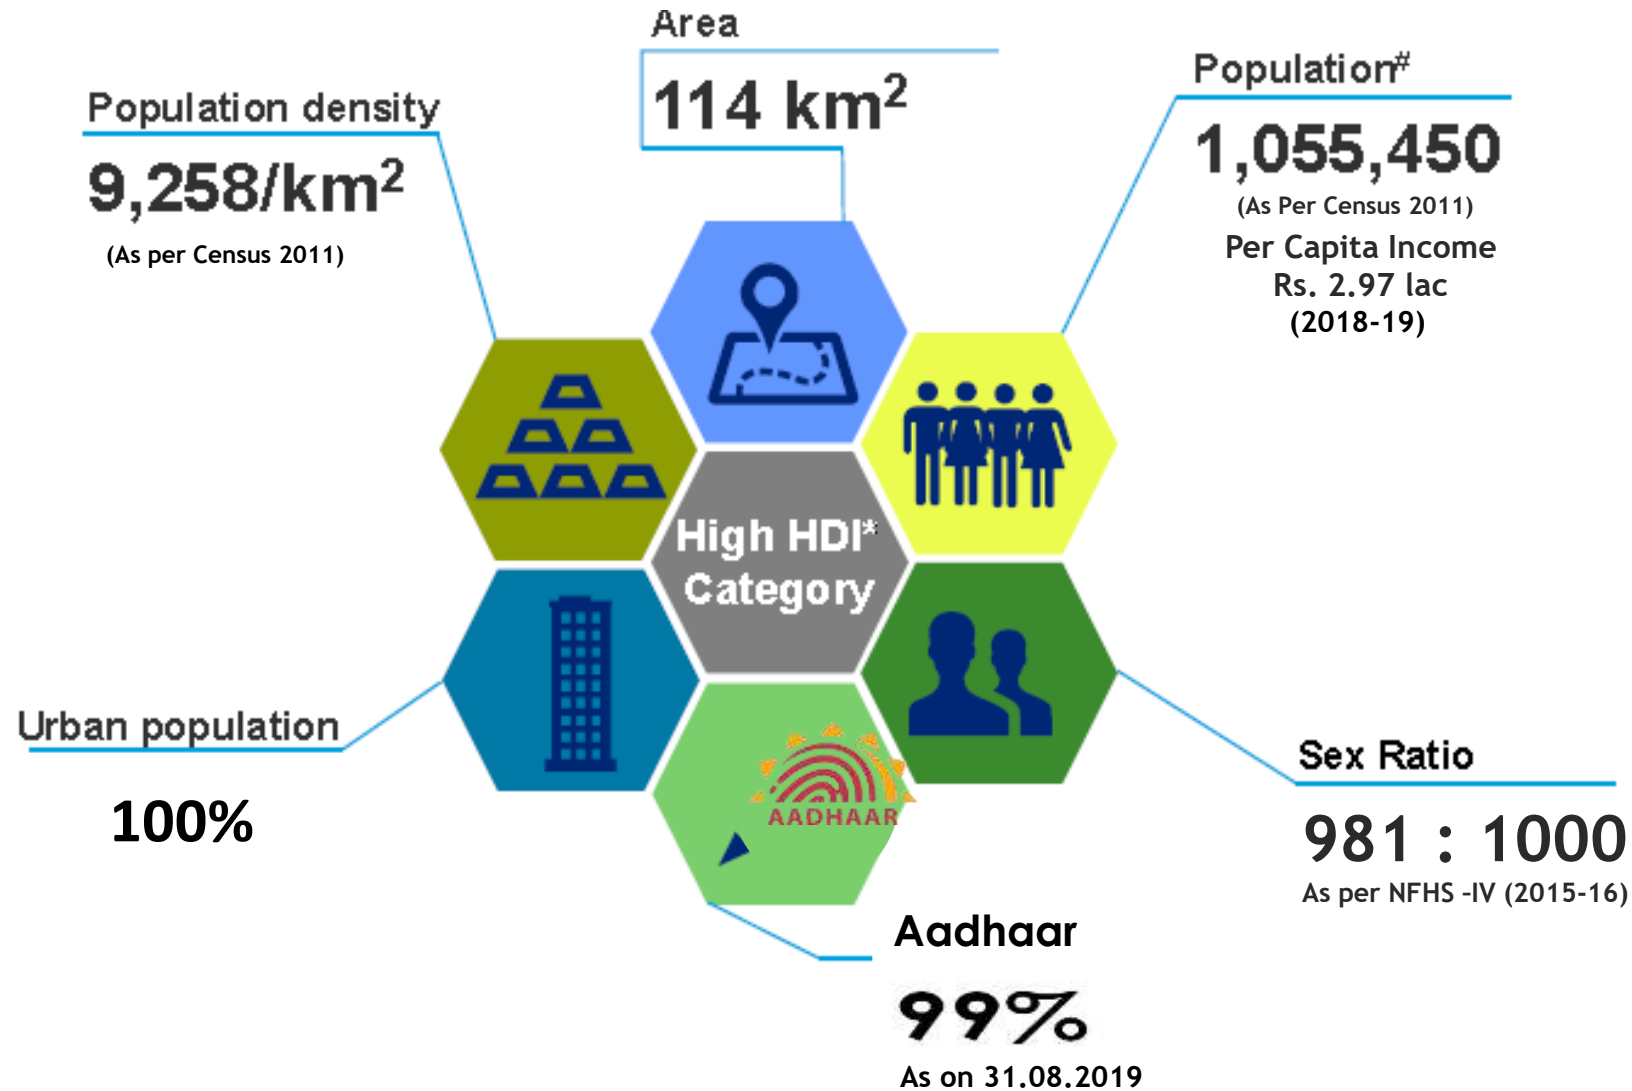 Area
114 km²
Population#
1,055,450
(As Per Census 2011)
Per Capita Income
Rs. 2.97 lac
(2018-19)
Population density
9,258/km²
(As per Census 2011)
High HDI*
Category
Urban population
100%
AADHAAR
Sex Ratio
981 : 1000
As per NFHS -IV (2015-16)
Aadhaar
99%
As on 31.08.2019